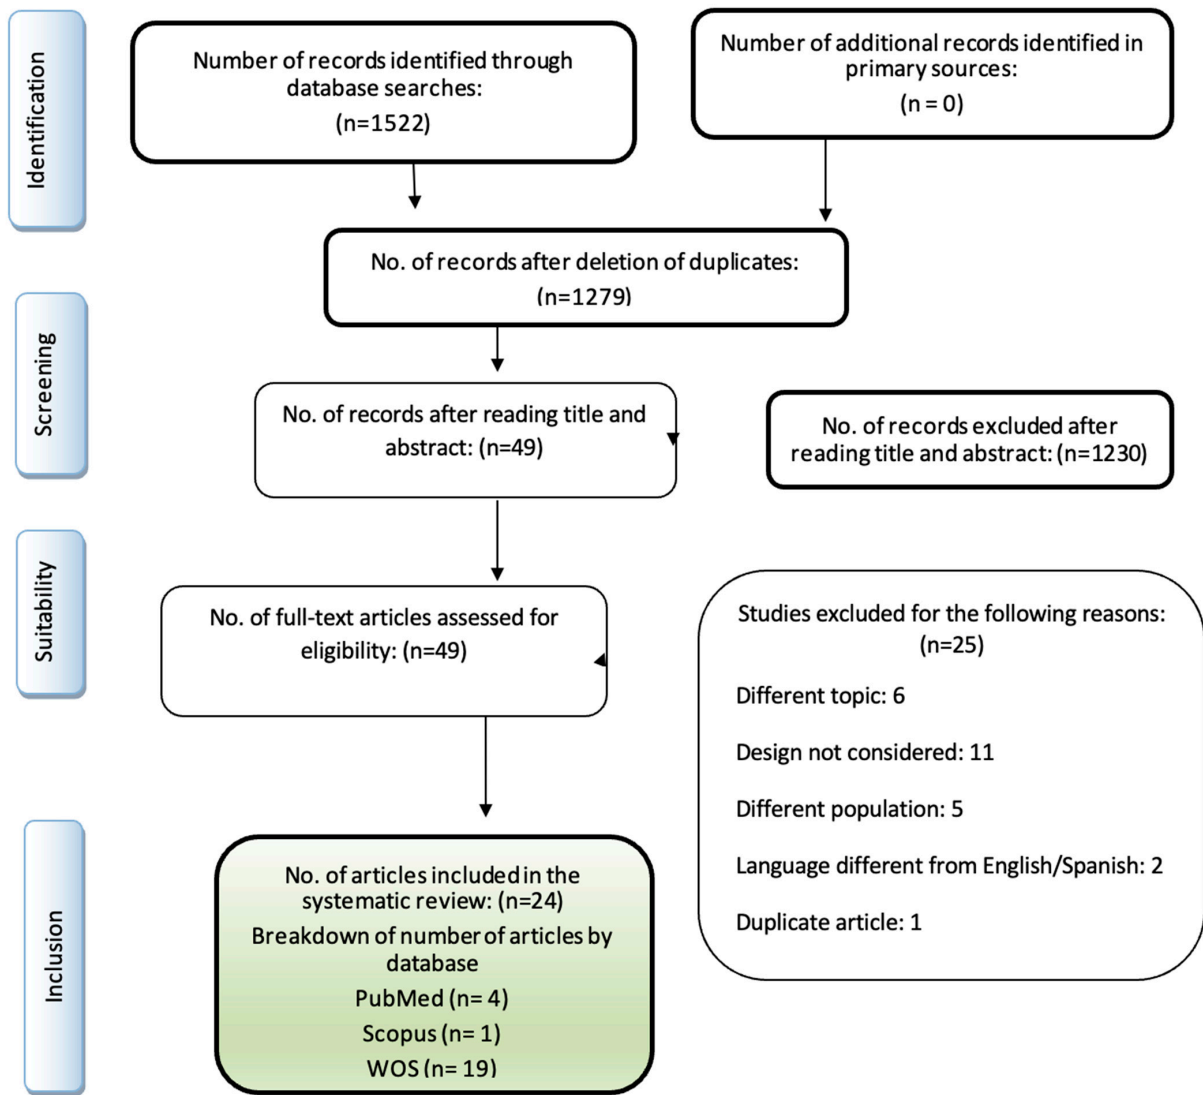 Identification
Number of records identified through
database searches:
(n=1522)
Number of additional records identified in
primary sources:
(n = 0)
No. of records after deletion of duplicates:
(n=1279)
Screening
No. of records after reading title and
abstract: (n=49)
No. of records excluded after
reading title and abstract: (n=1230)
Suitability
No. of full-text articles assessed for
eligibility: (n=49)
Studies excluded for the following reasons:
(n=25)
Different topic: 6
Design not considered: 11
Different population: 5
Language different from English/Spanish: 2
Duplicate article: 1
Inclusion
No. of articles included in the
systematic review: (n=24)
Breakdown of number of articles by
database
PubMed (n= 4)
Scopus (n= 1)
WOS (n= 19)